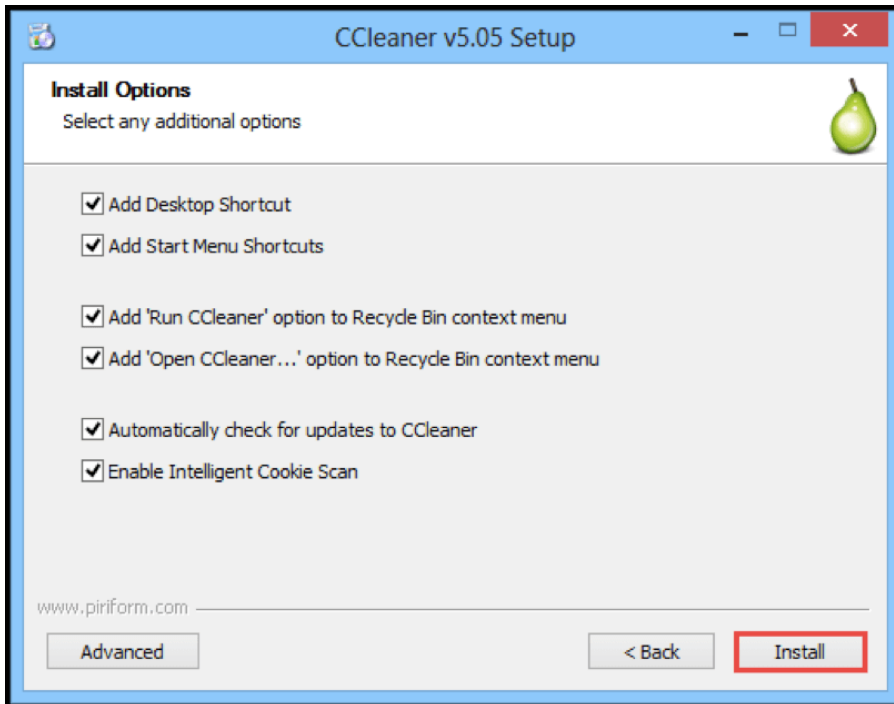 CCleaner v5.05 Setup
Install Options
Select any additional options
Add Desktop Shortcut
Add Start Menu Shortcuts
Add 'Run CCleaner' option to Recycle Bin context menu
Add 'Open CCleaner...' option to Recycle Bin context menu
Automatically check for updates to CCleaner
Enable Intelligent Cookie Scan
www.piriform.com
Advanced
< Back
Install